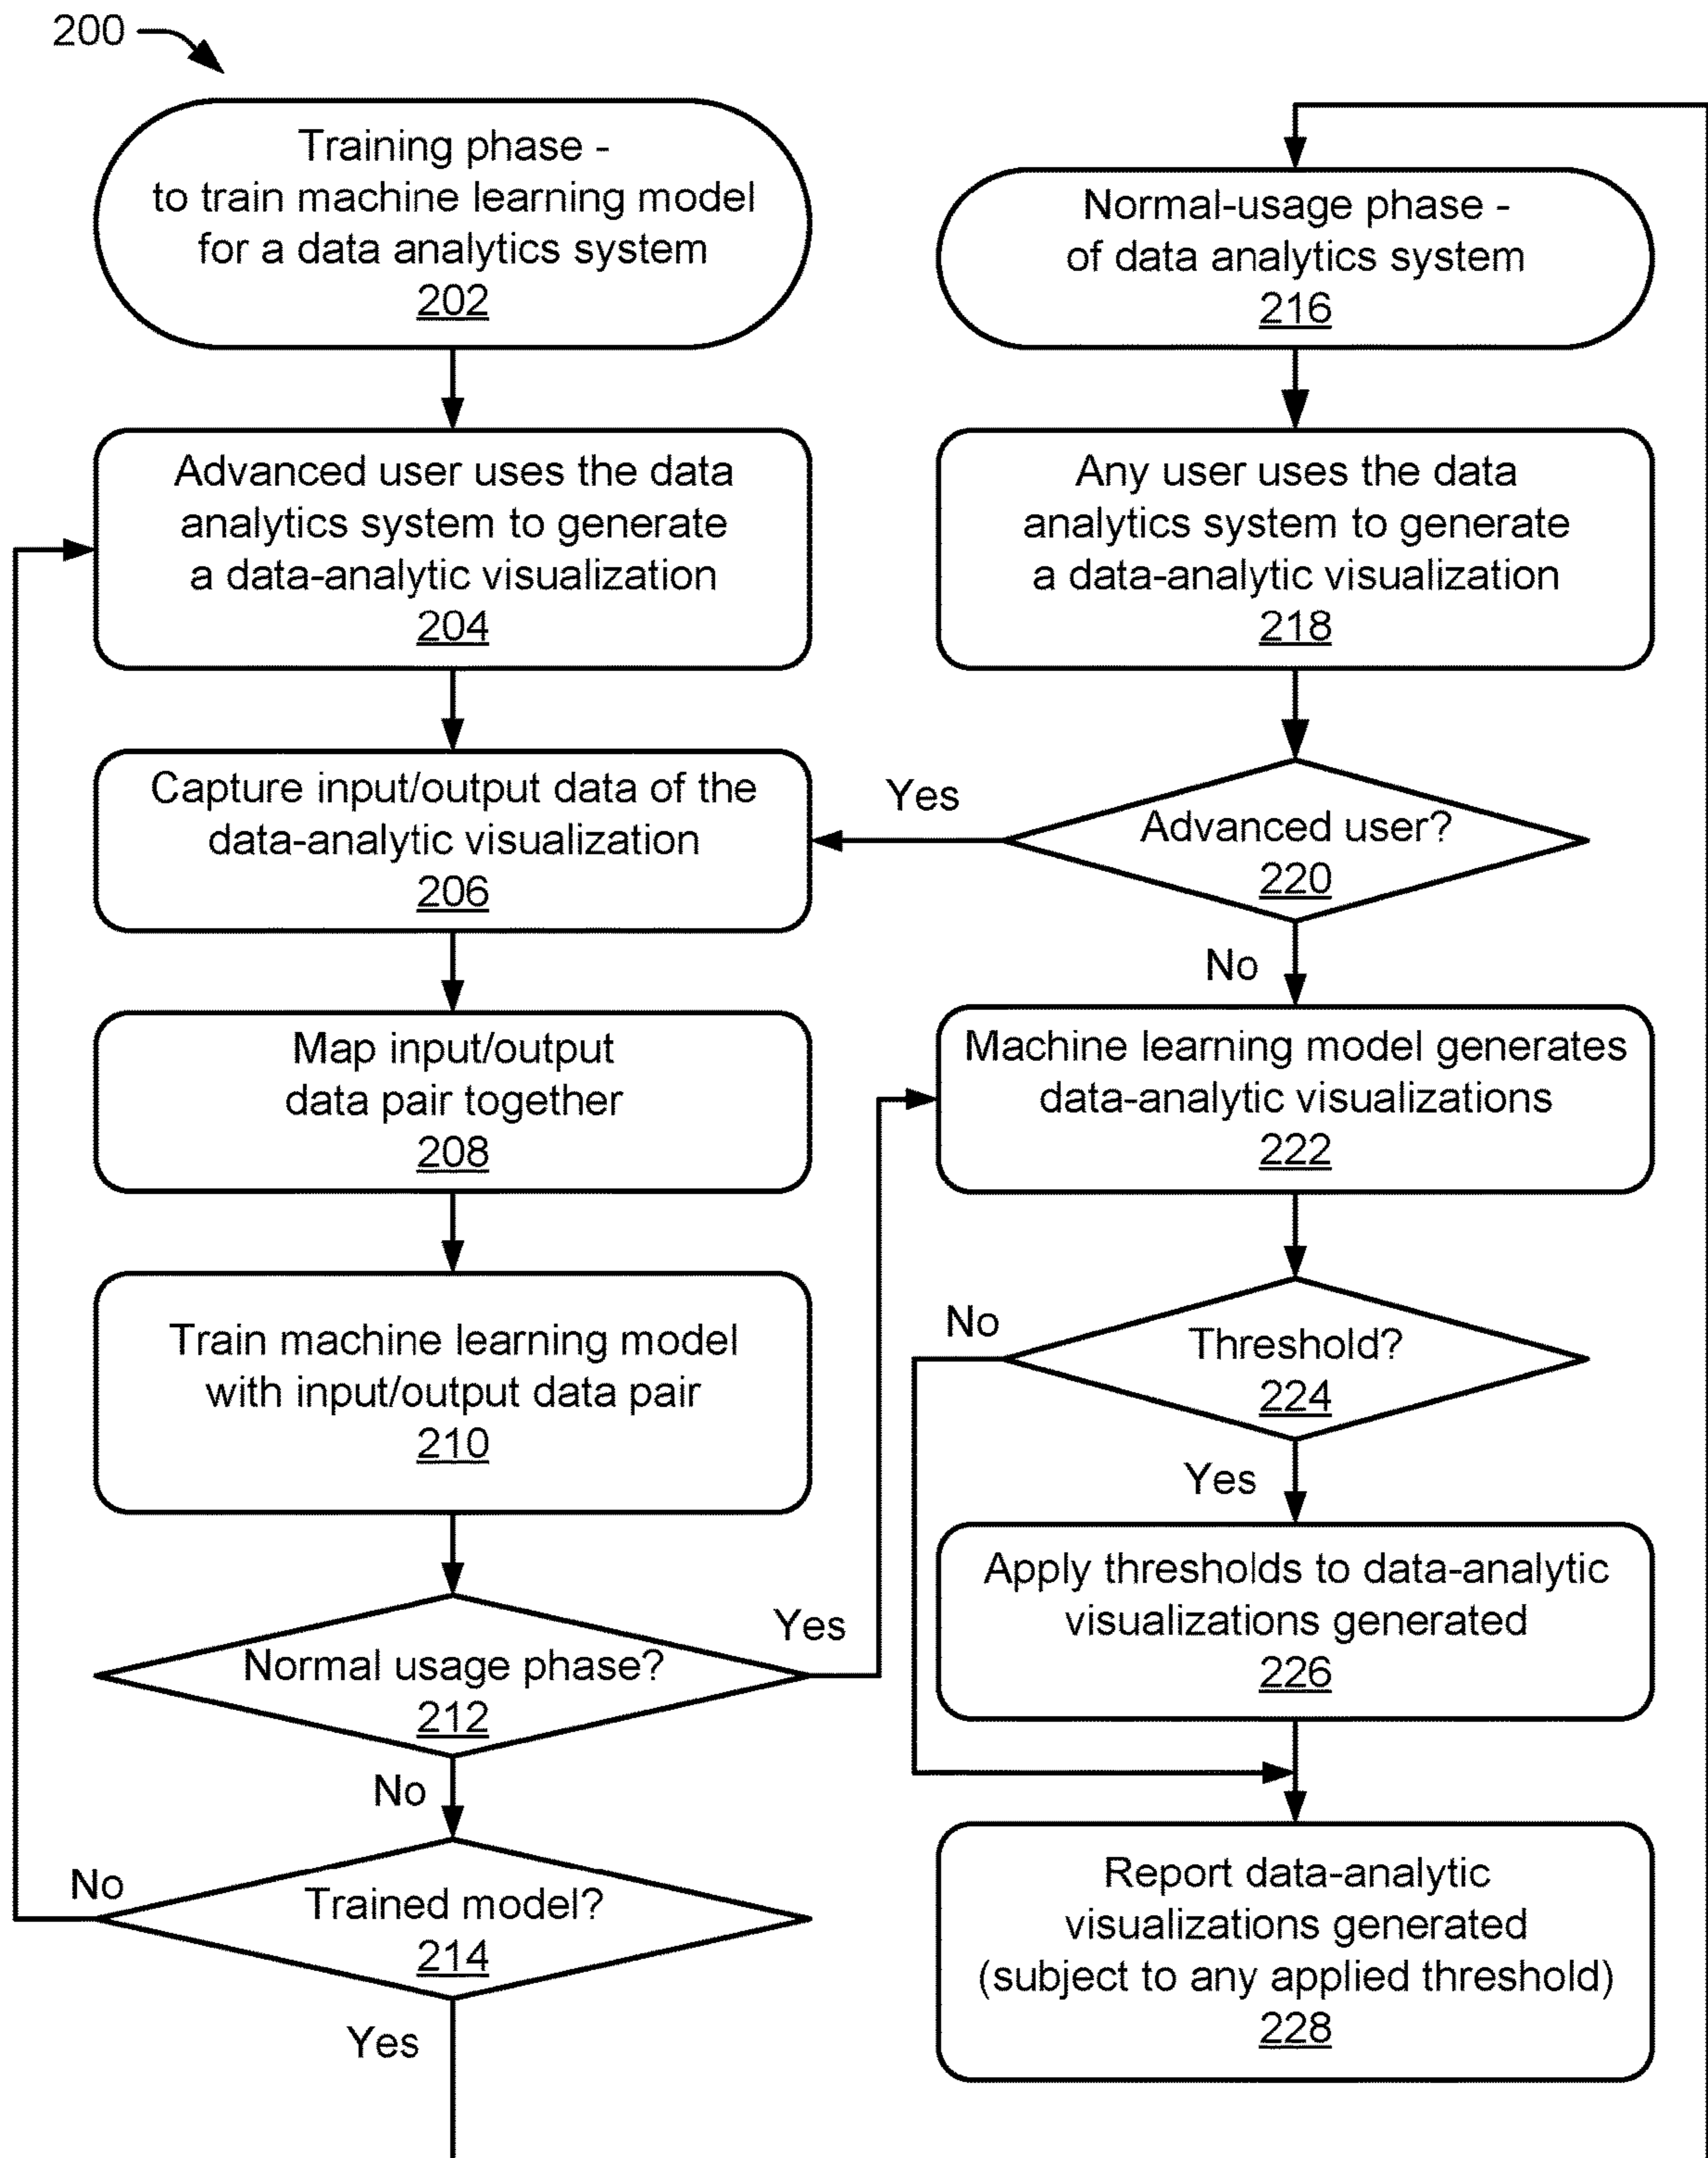 200
Training phase -
to train machine learning model
for a data analytics system
202
Advanced user uses the data
analytics system to generate
a data-analytic visualization
204
Capture input/output data of the
data-analytic visualization
206
Map input/output
data pair together
208
Train machine learning model
with input/output data pair
210
Normal usage phase?
212
Yes
No
Trained model?
214
No
Yes
Normal-usage phase -
of data analytics system
216
Any user uses the data
analytics system to generate
a data-analytic visualization
218
Advanced user?
220
Yes
No
Machine learning model generates
data-analytic visualizations
222
Threshold?
224
No
Yes
Apply thresholds to data-analytic
visualizations generated
226
Report data-analytic
visualizations generated
(subject to any applied threshold)
228